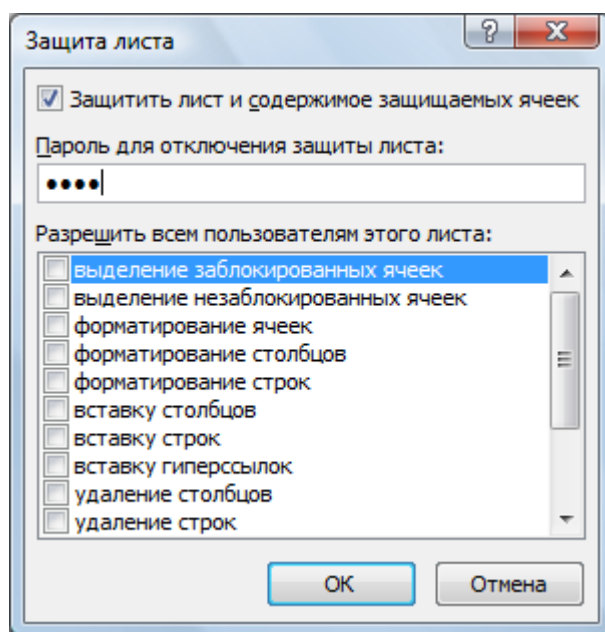 Защита листа
Защитить лист и содержимое защищаемых ячеек
Пароль для отключения защиты листа:
••••
Разрешить всем пользователям этого листа:
выделение заблокированных ячеек
выделение незаблокированных ячеек
форматирование ячеек
форматирование столбцов
форматирование строк
вставку столбцов
вставку строк
вставку гиперссылок
удаление столбцов
удаление строк
ОК Отмена